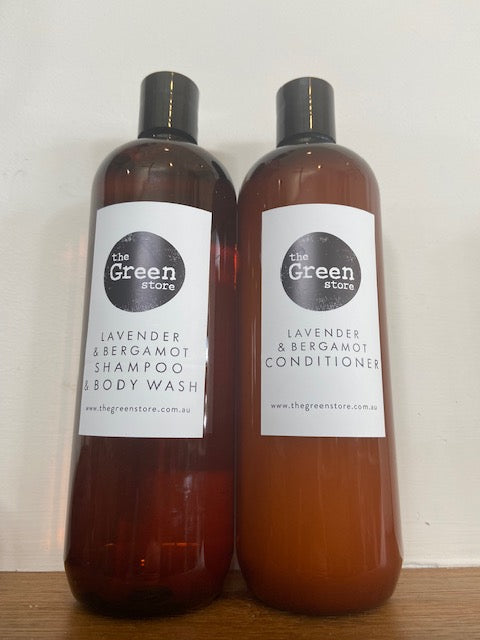 the
Green
store
LAVENDER
& BERGAMOT
SHAMPOO
& BODY WASH
www.thegreenstore.com.au
the
Green
store
LAVENDER
& BERGAMOT
CONDITIONER
www.thegreenstore.com.au